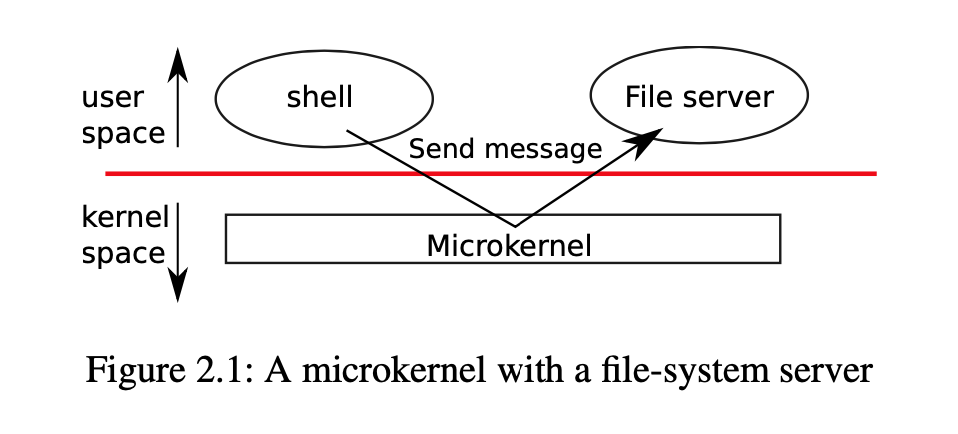 user
space
shell
File server
Send message
kernel
space
Microkernel
Figure 2.1: A microkernel with a file-system server